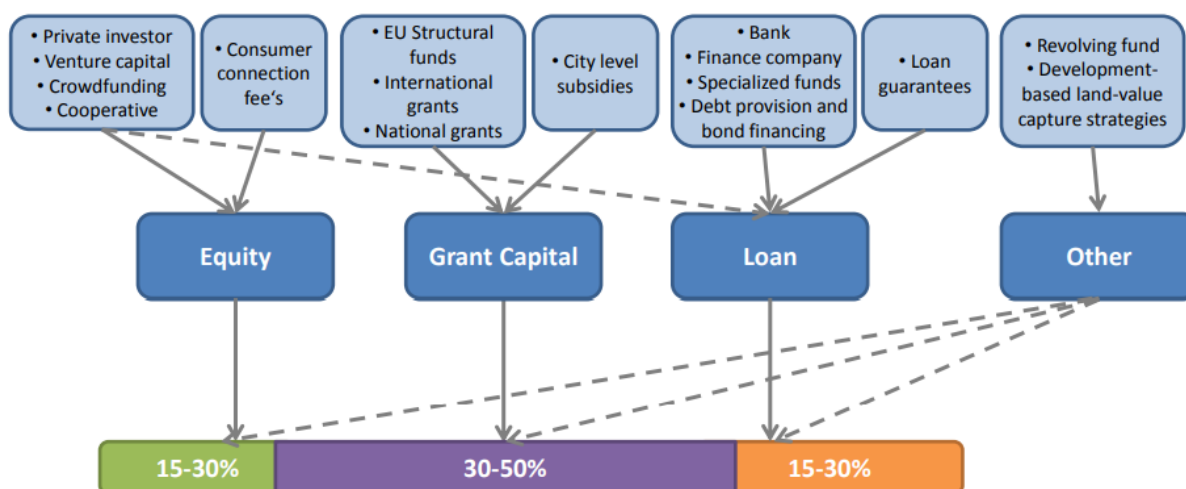 • Private investor
• Venture capital
• Crowdfunding
• Cooperative
• Consumer
connection
fee‘s
• EU Structural
funds
• International
grants
• National grants
• City level
subsidies
• Bank
• Finance company
• Specialized funds
• Debt provision and
bond financing
• Loan
guarantees
• Revolving fund
• Development-
based land-value
capture strategies
Equity
Grant Capital
Loan
Other
15-30%
30-50%
15-30%